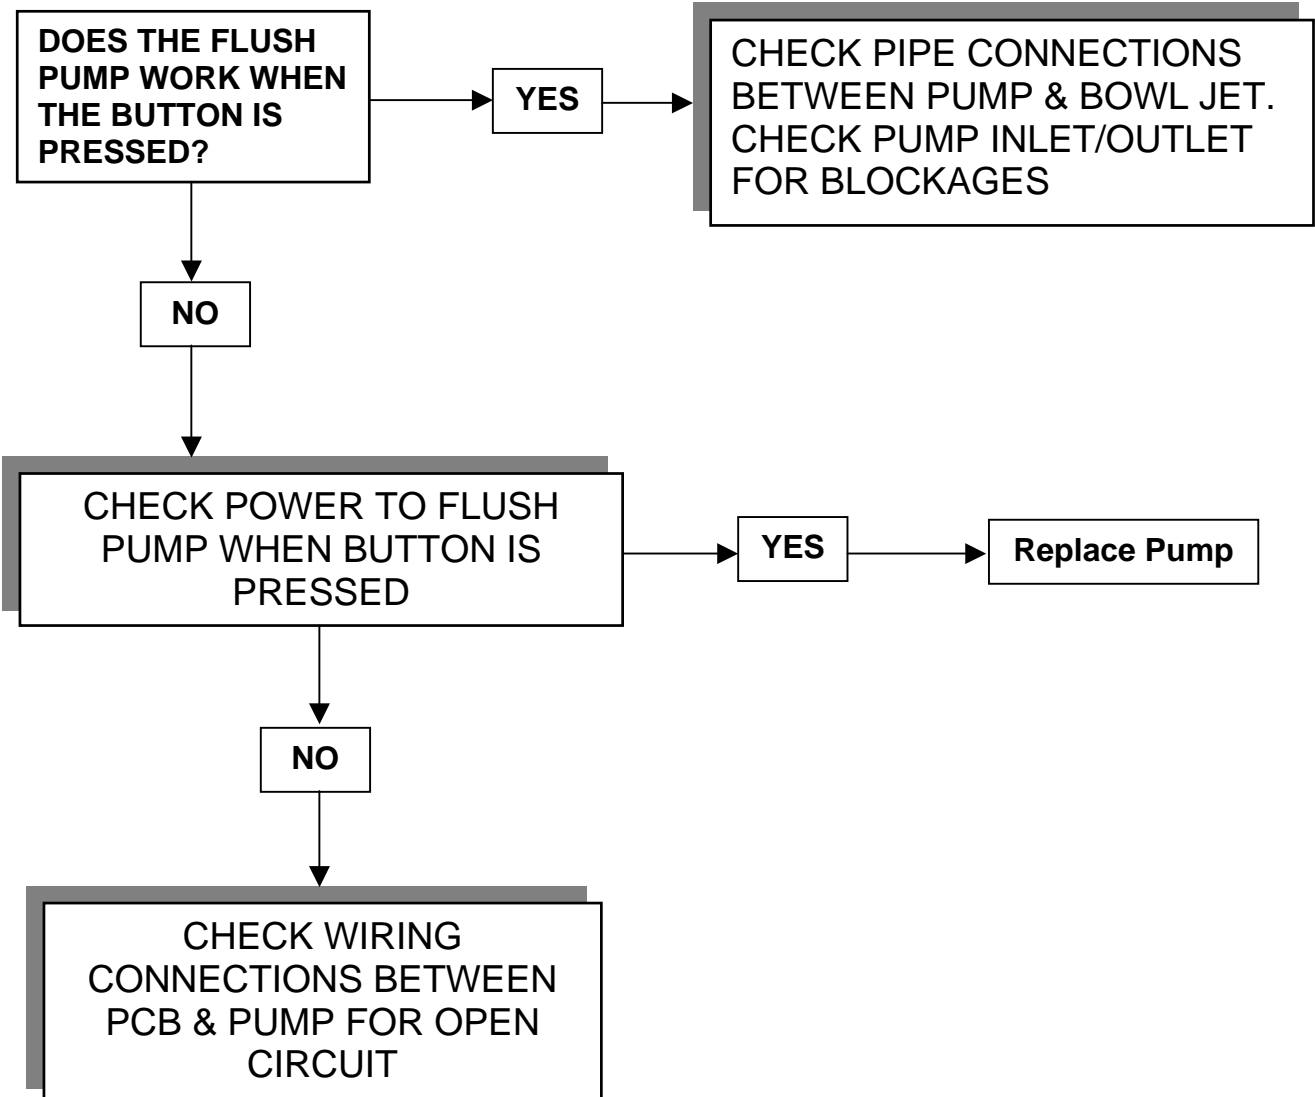 DOES THE FLUSH
PUMP WORK WHEN
THE BUTTON IS
PRESSED?
YES
CHECK PIPE CONNECTIONS
BETWEEN PUMP & BOWL JET.
CHECK PUMP INLET/OUTLET
FOR BLOCKAGES
NO
CHECK POWER TO FLUSH
PUMP WHEN BUTTON IS
PRESSED
YES
Replace Pump
NO
CHECK WIRING
CONNECTIONS BETWEEN
PCB & PUMP FOR OPEN
CIRCUIT